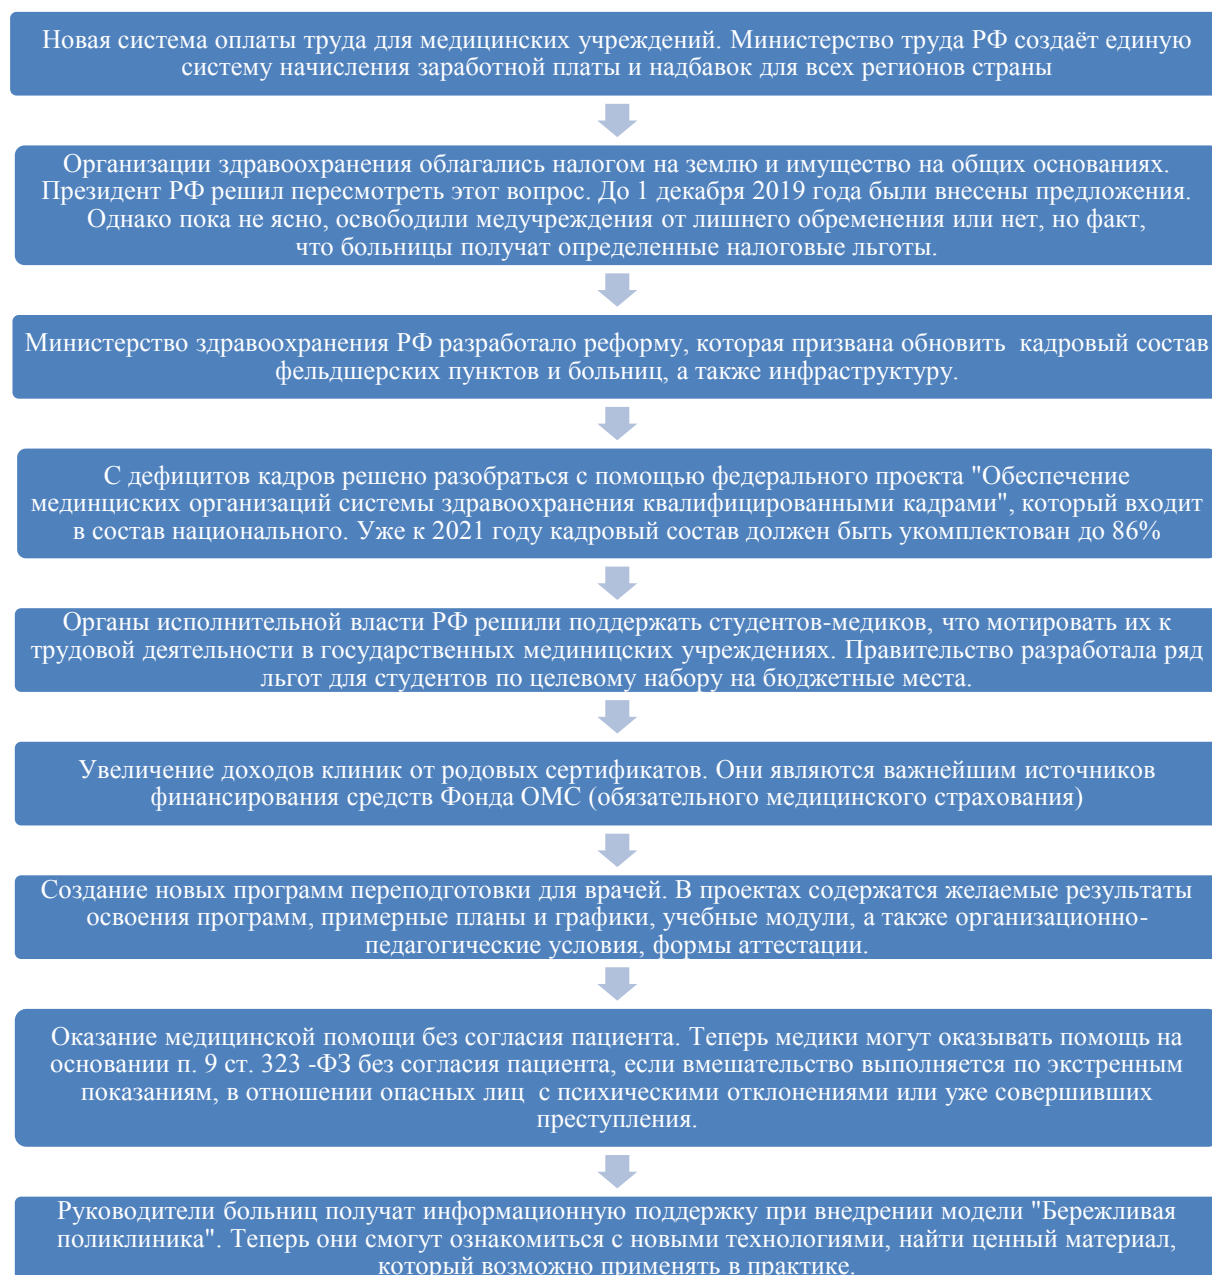 Новая система оплаты труда для медицинских учреждений. Министерство труда РФ создаёт единую
систему начисления заработной платы и надбавок для всех регионов страны
Организации здравоохранения облагались налогом на землю и имущество на общих основаниях.
Президент РФ решил пересмотреть этот вопрос. До 1 декабря 2019 года были внесены предложения.
Однако пока не ясно, освободили медучреждения от лишнего обременения или нет, но факт,
что больницы получат определенные налоговые льготы.
Министерство здравоохранения РФ разработало реформу, которая призвана обновить  кадровый состав
фельдшерских пунктов и больниц, а также инфраструктуру.
С дефицитов кадров решено разобраться с помощью федерального проекта "Обеспечение
мединциских организаций системы здравоохранения квалифицированными кадрами", который входит
в состав национального. Уже к 2021 году кадровый состав должен быть укомплектован до 86%
Органы исполнительной власти РФ решили поддержать студентов-медиков, что мотировать их к
трудовой деятельности в государственных мединицских учреждениях. Правительство разработала ряд
льгот для студентов по целевому набору на бюджетные места.
Увеличение доходов клиник от родовых сертификатов. Они являются важнейшим источников
финансирования средств Фонда ОМС (обязательного медицинского страхования)
Создание новых программ переподготовки для врачей. В проектах содержатся желаемые результаты
освоения программ, примерные планы и графики, учебные модули, а также организационно-
педагогические условия, формы аттестации.
Оказание медицинской помощи без согласия пациента. Теперь медики могут оказывать помощь на
основании п. 9 ст. 323 -ФЗ без согласия пациента, если вмешательство выполняется по экстренным
показаниям, в отношении опасных лиц  с психическими отклонениями или уже совершивших
преступления.
Руководители больниц получат информационную поддержку при внедрении модели "Бережливая
поликлиника". Теперь они смогут ознакомиться с новыми технологиями, найти ценный материал,
который возможно применять в практике.